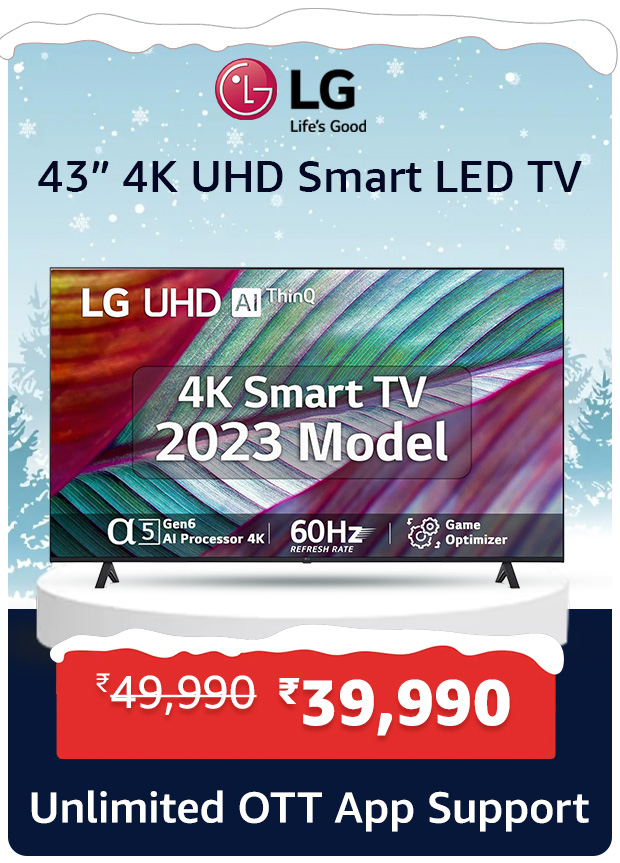 LG
Life's Good
43" 4K UHD Smart LED TV
LG UHD AI ThinQ
4K Smart TV
2023 Model
α5 Gen6 AI Processor 4K
60Hz
REFRESH RATE
Game Optimizer
₹49,990 ₹39,990
Unlimited OTT App Support